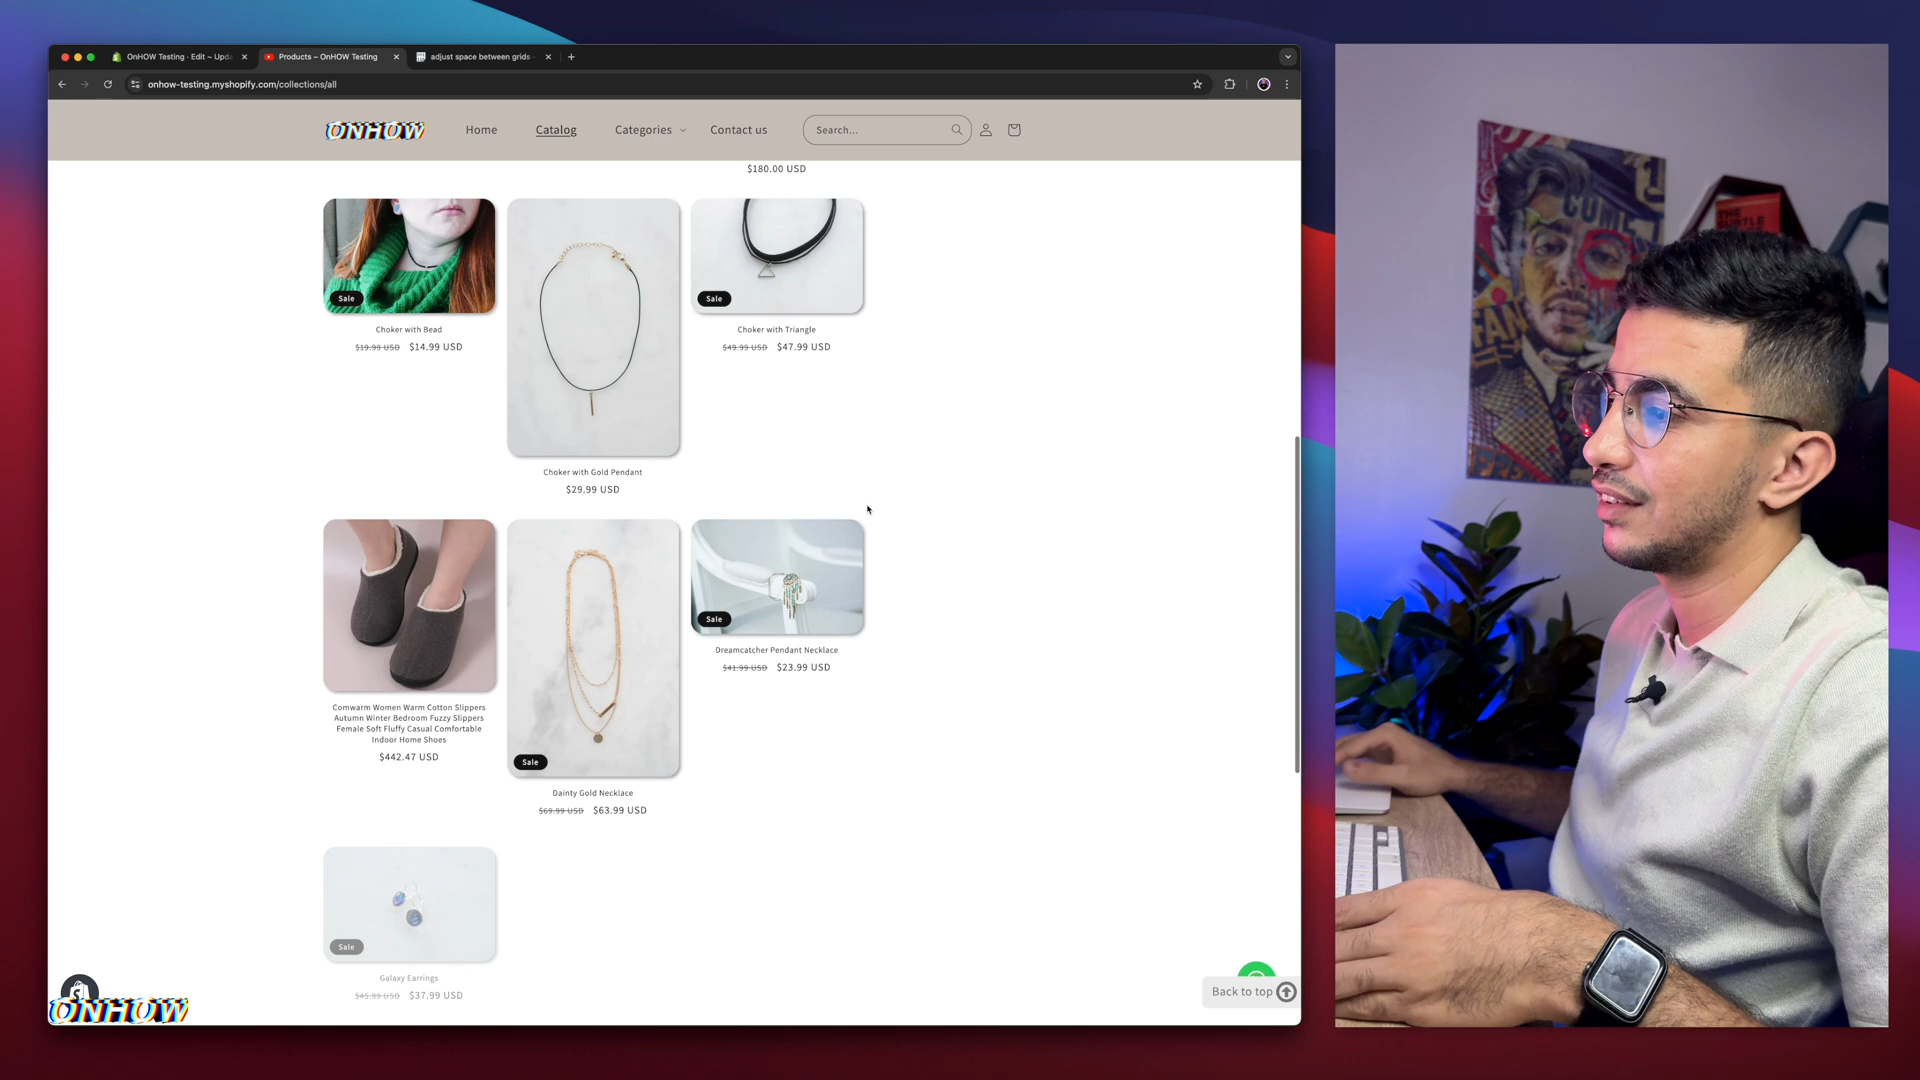 OnHOW Testing · Edit ~ Upda
Products – OnHOW Testing
adjust space between grids
onhow-testing.myshopify.com/collections/all
ONHOW
Home
Catalog
Categories
Contact us
Search...
$180.00 USD
Sale
Sale
Choker with Bead
Choker with Triangle
$19.99 USD $14.99 USD
$49.99 USD $47.99 USD
Choker with Gold Pendant
$29.99 USD
Sale
Dreamcatcher Pendant Necklace
$41.99 USD $23.99 USD
Comwarm Women Warm Cotton Slippers
Autumn Winter Bedroom Fuzzy Slippers
Female Soft Fluffy Casual Comfortable
Indoor Home Shoes
$442.47 USD
Sale
Dainty Gold Necklace
$69.99 USD $63.99 USD
Sale
Galaxy Earrings
$45.99 USD $37.99 USD
Back to top
ONHOW
THE
SUBTLE
COME
FAN